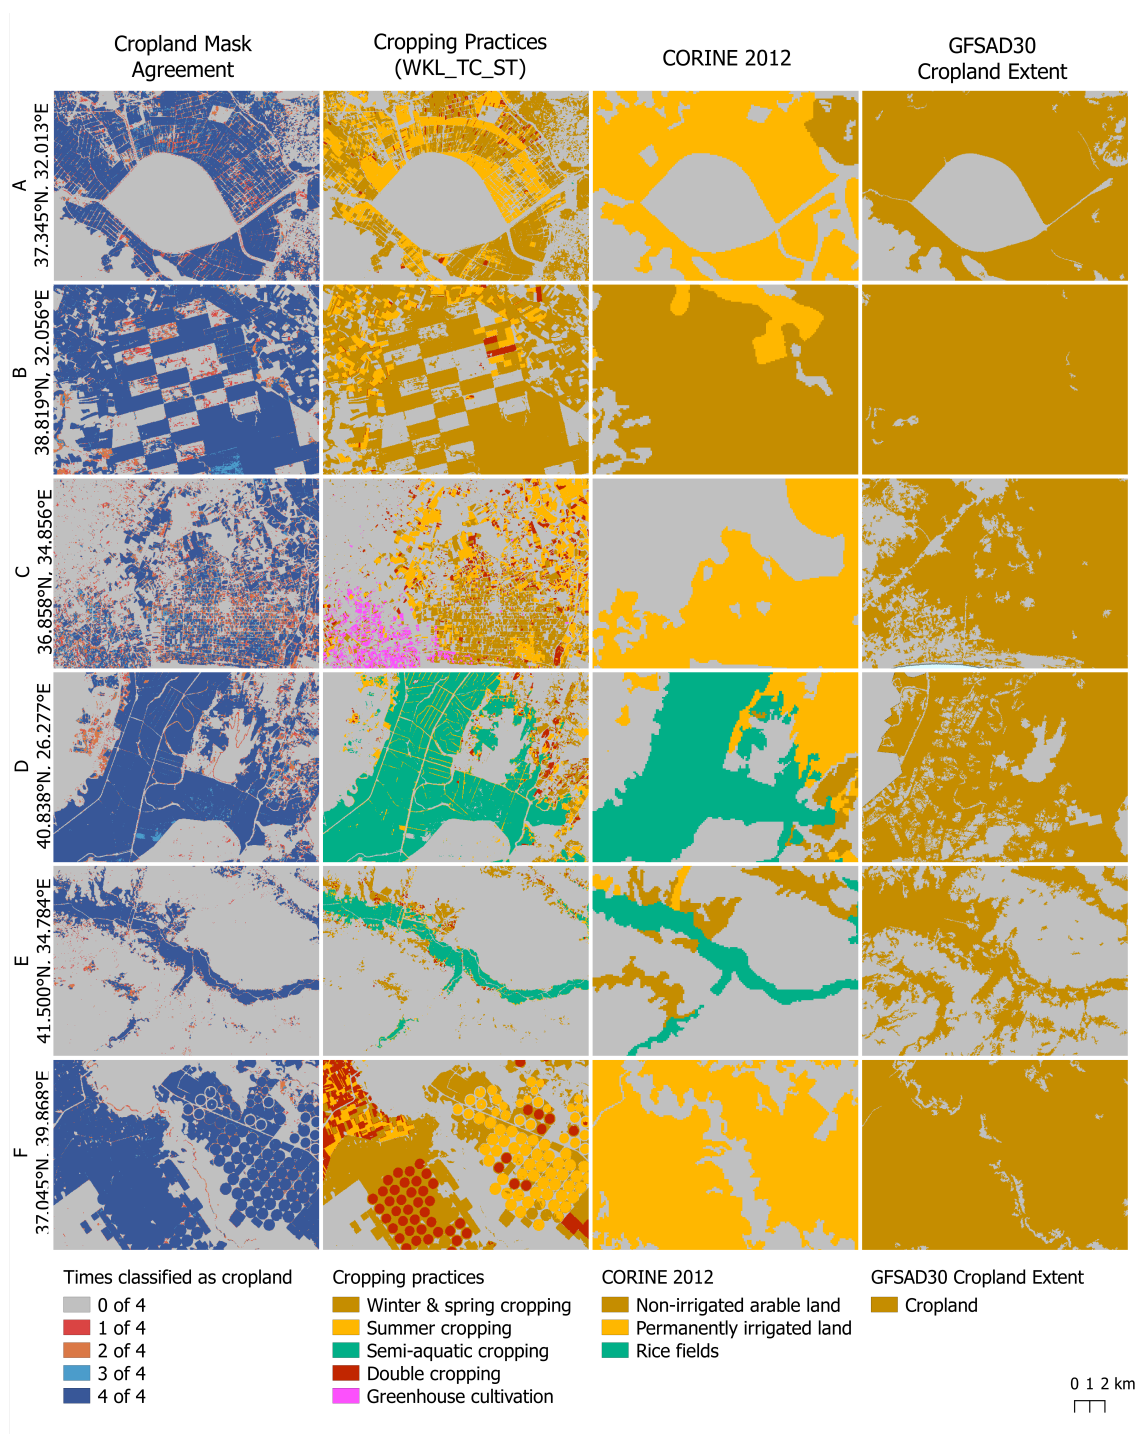 Cropland Mask
Agreement
Cropping Practices
(WKL_TC_ST)
CORINE 2012
GFSAD30
Cropland Extent
A
37.345°N, 32.013°E
B
38.819°N, 32.056°E
C
36.858°N, 34.856°E
D
40.838°N, 26.277°E
E
41.500°N, 34.784°E
F
37.045°N, 39.868°E
Times classified as cropland
0 of 4
1 of 4
2 of 4
3 of 4
4 of 4
Cropping practices
Winter & spring cropping
Summer cropping
Semi-aquatic cropping
Double cropping
Greenhouse cultivation
CORINE 2012
Non-irrigated arable land
Permanently irrigated land
Rice fields
GFSAD30 Cropland Extent
Cropland
0 1 2 km